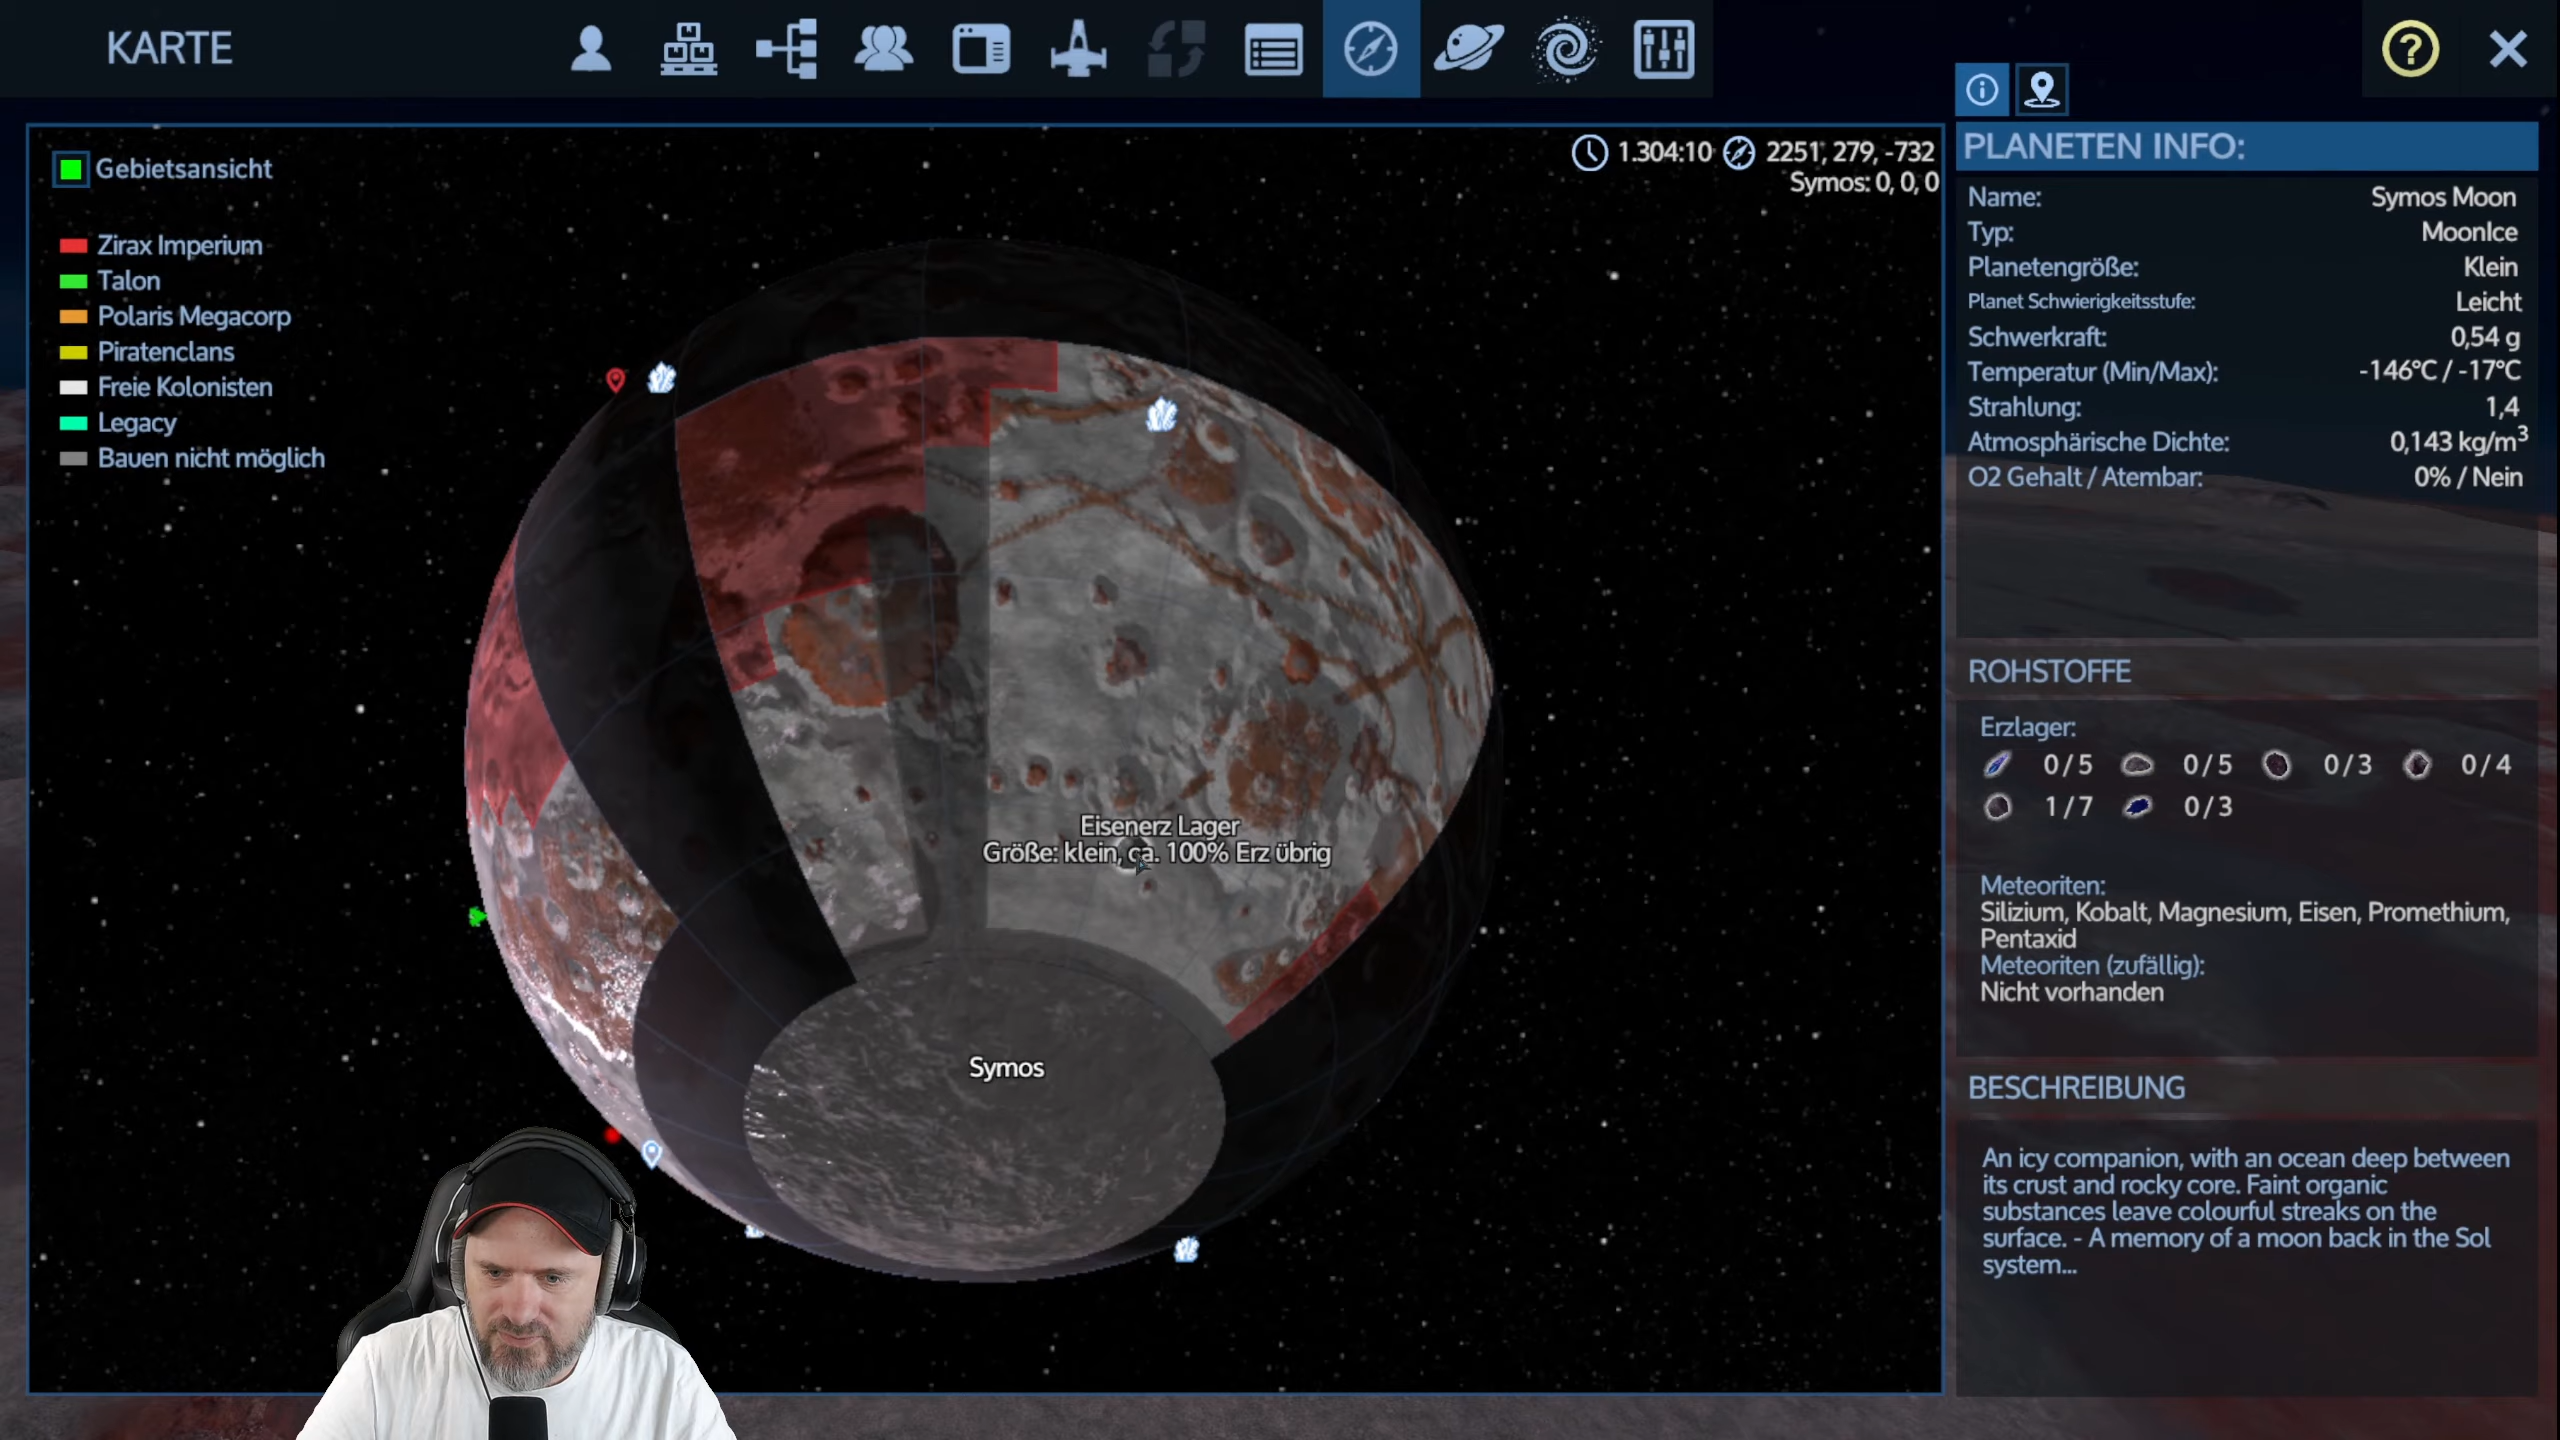 KARTE
?
Gebietsansicht
1.304:10 2251, 279, -732
Symos: 0, 0, 0
Zirax Imperium
Talon
Polaris Megacorp
Piratenclans
Freie Kolonisten
Legacy
Bauen nicht möglich
Eisenerz Lager
Größe: klein, ca. 100% Erz übrig
Symos
PLANETEN INFO:
Name: Symos Moon
Typ: MoonIce
Planetengröße: Klein
Planet Schwierigkeitsstufe: Leicht
Schwerkraft: 0,54 g
Temperatur (Min/Max): -146°C / -17°C
Strahlung: 1,4
Atmosphärische Dichte: 0,143 kg/m³
O2 Gehalt / Atembar: 0% / Nein
ROHSTOFFE
Erzlager:
0 / 5 0 / 5 0 / 3 0 / 4
1 / 7 0 / 3
Meteoriten:
Silizium, Kobalt, Magnesium, Eisen, Promethium,
Pentaxid
Meteoriten (zufällig):
Nicht vorhanden
BESCHREIBUNG
An icy companion, with an ocean deep between
its crust and rocky core. Faint organic
substances leave colourful streaks on the
surface. - A memory of a moon back in the Sol
system...